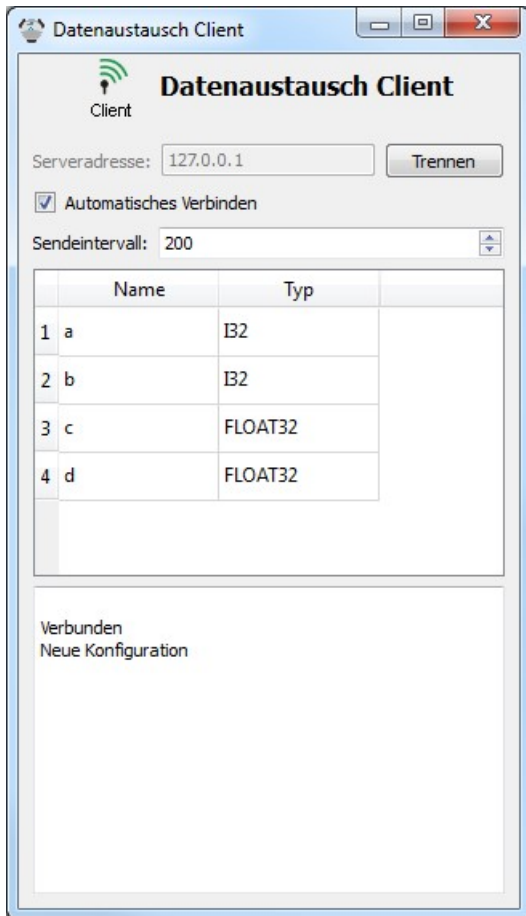 Datenaustausch Client
Client
Datenaustausch Client
Serveradresse: 127.0.0.1 Trennen
Automatisches Verbinden
Sendeintervall: 200
Name Typ
1 a I32
2 b I32
3 c FLOAT32
4 d FLOAT32
Verbunden
Neue Konfiguration